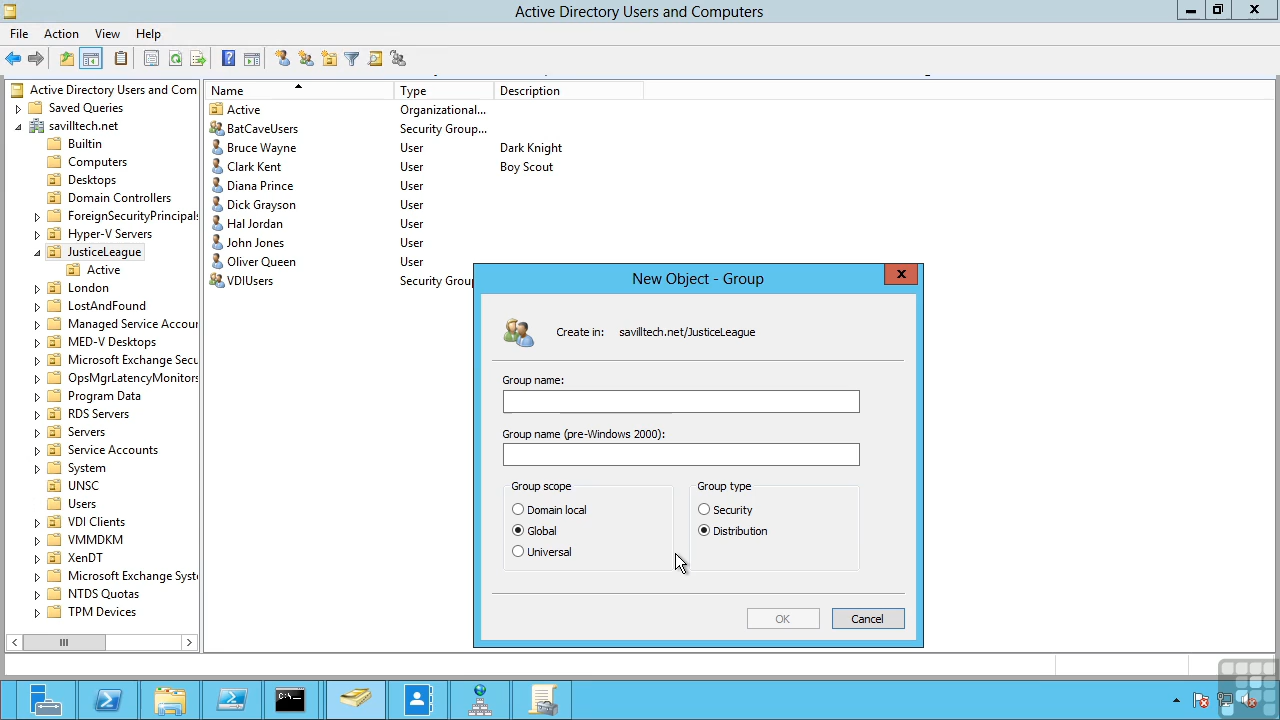 Active Directory Users and Computers
File Action View Help
Active Directory Users and Com
Saved Queries
savilltech.net
Builtin
Computers
Desktops
Domain Controllers
ForeignSecurityPrincipals
Hyper-V Servers
JusticeLeague
Active
London
LostAndFound
Managed Service Accour
MED-V Desktops
Microsoft Exchange Secu
OpsMgrLatencyMonitors
Program Data
RDS Servers
Servers
Service Accounts
System
UNSC
Users
VDI Clients
VMMDKM
XenDT
Microsoft Exchange Syste
NTDS Quotas
TPM Devices
Name Type Description
Active Organizational...
BatCaveUsers Security Group...
Bruce Wayne User Dark Knight
Clark Kent User Boy Scout
Diana Prince User
Dick Grayson User
Hal Jordan User
John Jones User
Oliver Queen User
VDIUsers Security Group
New Object - Group
Create in: savilltech.net/JusticeLeague
Group name:
Group name (pre-Windows 2000):
Group scope
Domain local
Global
Universal
Group type
Security
Distribution
OK Cancel